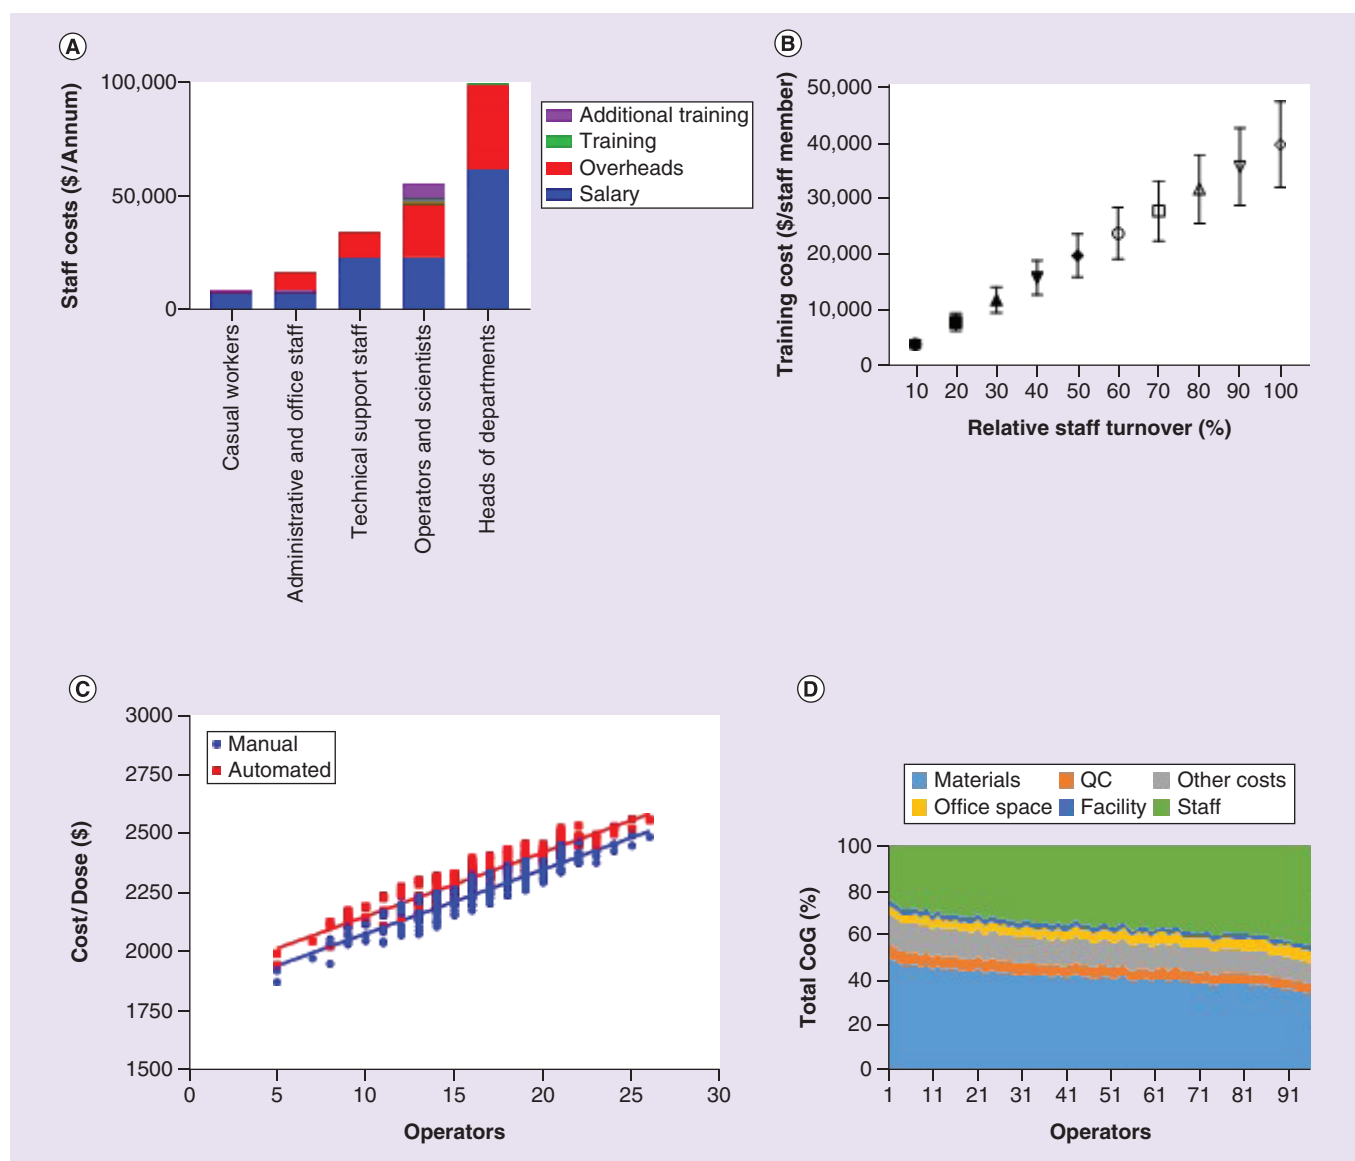 A
Staff costs ($/Annum)
100,000
50,000
0
Additional training
Training
Overheads
Salary
Casual workers
Administrative and office staff
Technical support staff
Operators and scientists
Heads of departments
B
Training cost ($/staff member)
50,000
40,000
30,000
20,000
10,000
0
10 20 30 40 50 60 70 80 90 100
Relative staff turnover (%)
C
Cost/Dose ($)
3000
2750
2500
2250
2000
1750
1500
Manual
Automated
0 5 10 15 20 25 30
Operators
D
Materials QC Other costs
Office space Facility Staff
Total CoG (%)
100
80
60
40
20
0
1 11 21 31 41 51 61 71 81 91
Operators